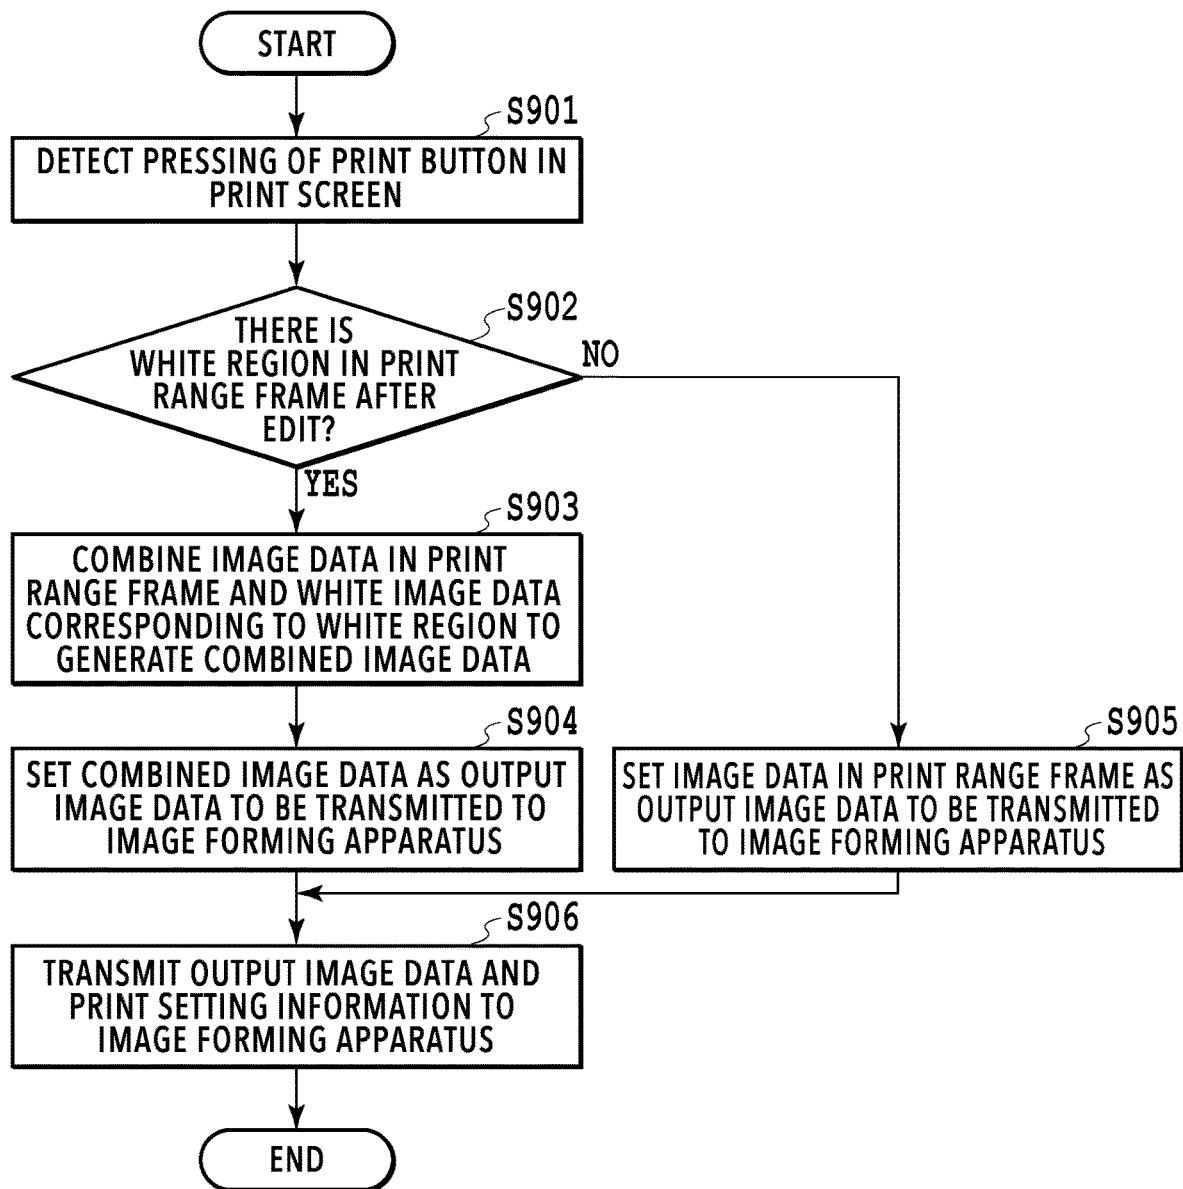 START
S901
DETECT PRESSING OF PRINT BUTTON IN
PRINT SCREEN
S902
THERE IS
WHITE REGION IN PRINT
RANGE FRAME AFTER
EDIT?
NO
YES
S903
COMBINE IMAGE DATA IN PRINT
RANGE FRAME AND WHITE IMAGE DATA
CORRESPONDING TO WHITE REGION TO
GENERATE COMBINED IMAGE DATA
S904
SET COMBINED IMAGE DATA AS OUTPUT
IMAGE DATA TO BE TRANSMITTED TO
IMAGE FORMING APPARATUS
S905
SET IMAGE DATA IN PRINT RANGE FRAME AS
OUTPUT IMAGE DATA TO BE TRANSMITTED
TO IMAGE FORMING APPARATUS
S906
TRANSMIT OUTPUT IMAGE DATA AND
PRINT SETTING INFORMATION TO
IMAGE FORMING APPARATUS
END